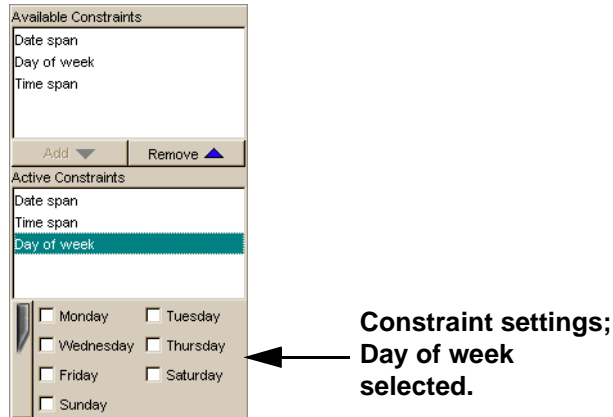 Available Constraints
Date span
Day of week
Time span
Add Remove
Active Constraints
Date span
Time span
Day of week
Monday Tuesday
Wednesday Thursday
Friday Saturday
Sunday
Constraint settings;
Day of week
selected.